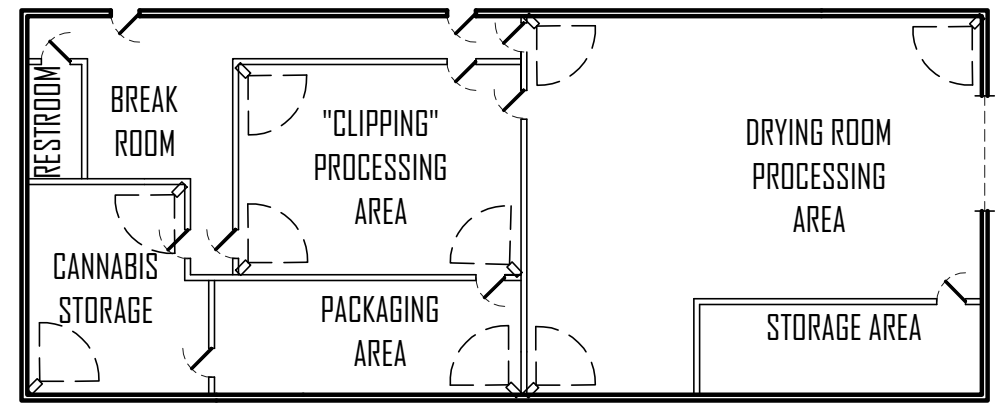 RESTROOM
BREAK
ROOM
"CLIPPING"
PROCESSING
AREA
DRYING ROOM
PROCESSING
AREA
CANNABIS
STORAGE
PACKAGING
AREA
STORAGE AREA